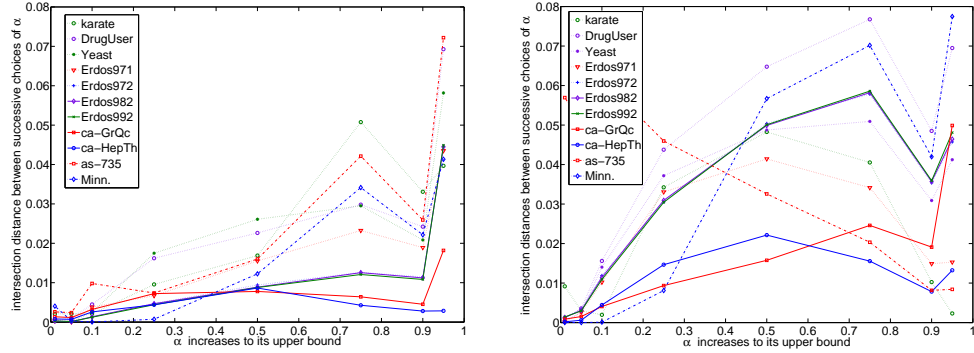 0.08
0.07
0.06
0.05
0.04
0.03
0.02
0.01
0
intersection distance between successive choices of α
karate
DrugUser
Yeast
Erdos971
Erdos972
Erdos982
Erdos992
ca−GrQc
ca−HepTh
as−735
Minn.
0 0.1 0.2 0.3 0.4 0.5 0.6 0.7 0.8 0.9 1
α increases to its upper bound
0.08
0.07
0.06
0.05
0.04
0.03
0.02
0.01
0
intersection distances between successive choices of α
karate
DrugUser
Yeast
Erdos971
Erdos972
Erdos982
Erdos992
ca−GrQc
ca−HepTh
as−735
Minn.
0 0.1 0.2 0.3 0.4 0.5 0.6 0.7 0.8 0.9 1
α increases to its upper bound